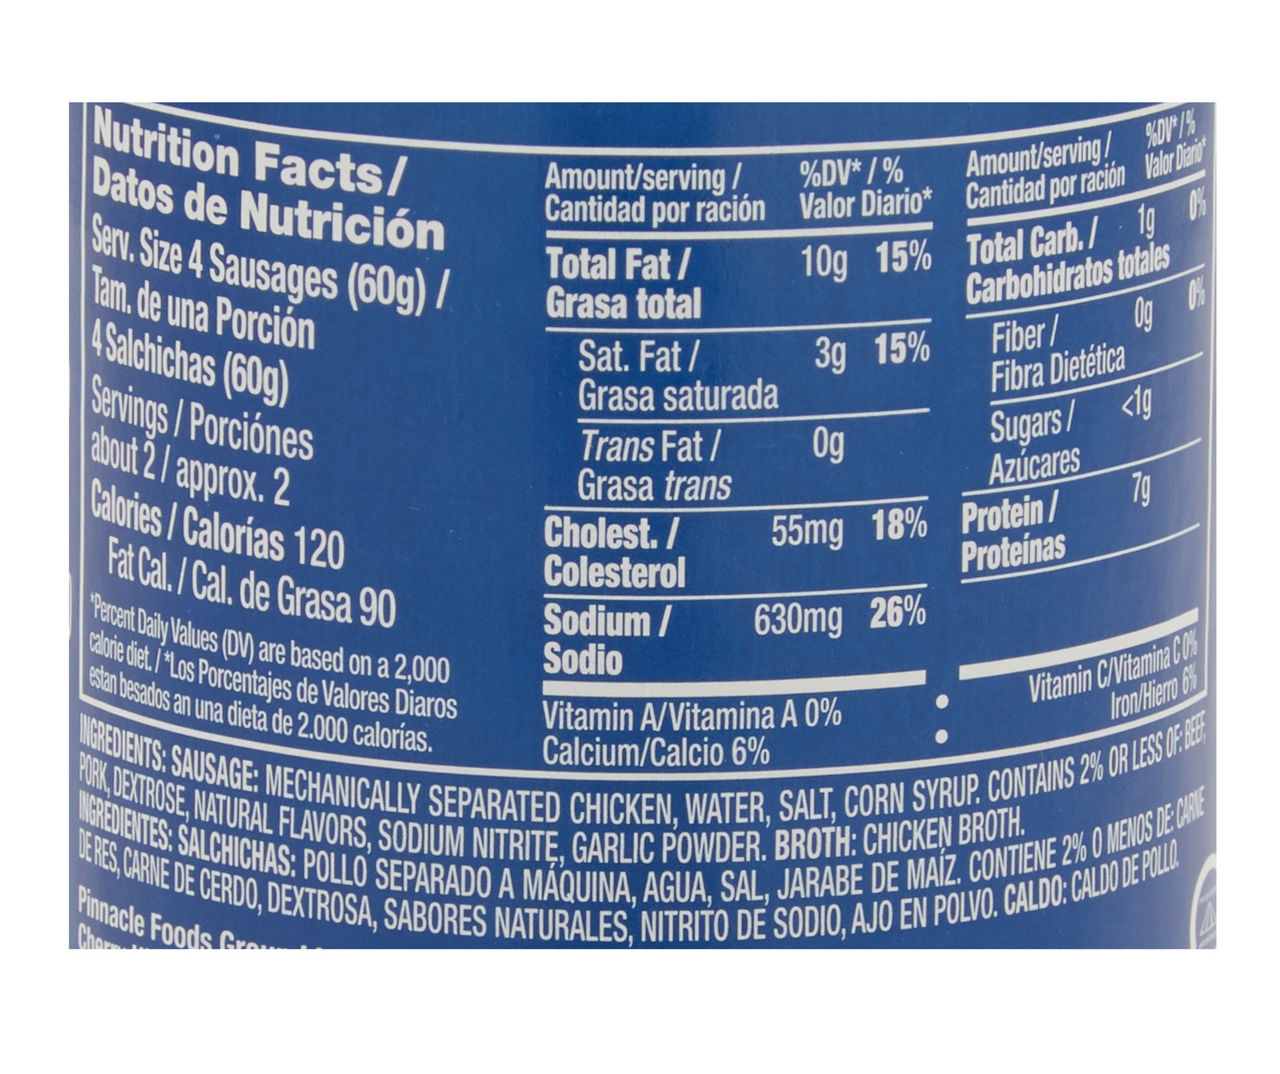 Nutrition Facts/
Datos de Nutrición
Serv. Size 4 Sausages (60g) /
Tam. de una Porción
4 Salchichas (60g)
Servings / Porciónes
about 2 / approx. 2
Calories / Calorías 120
Fat Cal. / Cal. de Grasa 90
*Percent Daily Values (DV) are based on a 2,000
calorie diet. / *Los Porcentajes de Valores Diaros
estan besados an una dieta de 2.000 calorías.
Amount/serving / %DV* / %
Cantidad por ración Valor Diario*
Total Fat / 10g 15%
Grasa total
Sat. Fat / 3g 15%
Grasa saturada
Trans Fat / 0g
Grasa trans
Cholest. / 55mg 18%
Colesterol
Sodium / 630mg 26%
Sodio
Vitamin A/Vitamina A 0%
Calcium/Calcio 6%
Amount/serving / %DV* / %
Cantidad por ración Valor Diario*
Total Carb. / 1g 0%
Carbohidratos totales
Fiber / 0g 0%
Fibra Dietética
Sugars / <1g
Azúcares
Protein / 7g
Proteínas
• Vitamin C/Vitamina C 0%
• Iron/Hierro 6%
INGREDIENTS: SAUSAGE: MECHANICALLY SEPARATED CHICKEN, WATER, SALT, CORN SYRUP. CONTAINS 2% OR LESS OF: BEEF,
PORK, DEXTROSE, NATURAL FLAVORS, SODIUM NITRITE, GARLIC POWDER. BROTH: CHICKEN BROTH.
INGREDIENTES: SALCHICHAS: POLLO SEPARADO A MÁQUINA, AGUA, SAL, JARABE DE MAÍZ. CONTIENE 2% O MENOS DE: CARNE
DE RES, CARNE DE CERDO, DEXTROSA, SABORES NATURALES, NITRITO DE SODIO, AJO EN POLVO. CALDO: CALDO DE POLLO.
Pinnacle Foods Group
Cherry